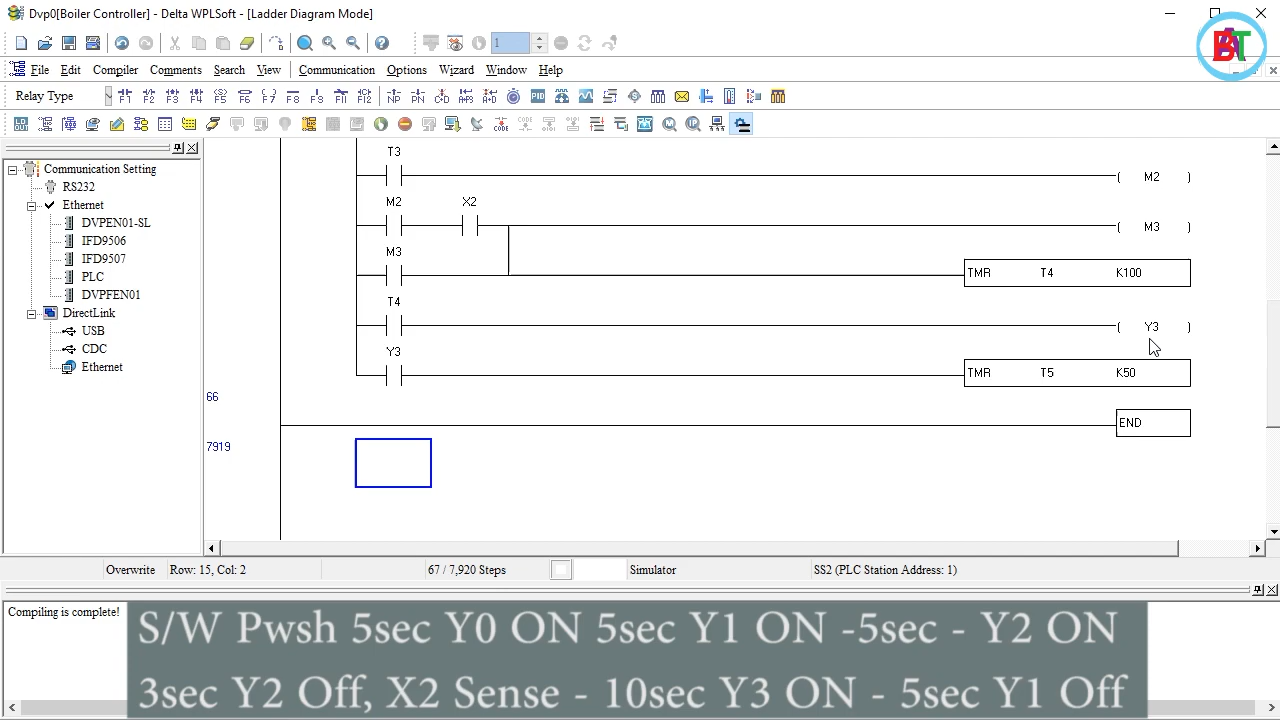 Dvp0[Boiler Controller] - Delta WPLSoft - [Ladder Diagram Mode]
1
BAT
File Edit Compiler Comments Search View Communication Options Wizard Window Help
Relay Type
Communication Setting
RS232
Ethernet
DVPEN01-SL
IFD9506
IFD9507
PLC
DVPFEN01
DirectLink
USB
CDC
Ethernet
T3
M2
M2 X2
M3
M3
TMR T4 K100
T4
Y3
Y3
TMR T5 K50
66
END
7919
Overwrite Row: 15, Col: 2 67 / 7,920 Steps Simulator SS2 (PLC Station Address: 1)
Compiling is complete!
S/W Pwsh 5sec Y0 ON 5sec Y1 ON -5sec - Y2 ON
3sec Y2 Off, X2 Sense - 10sec Y3 ON - 5sec Y1 Off